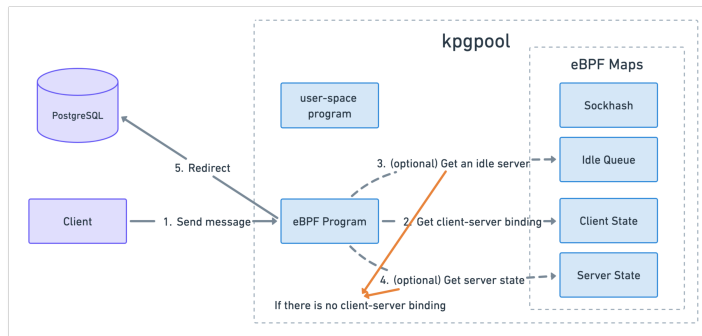 kpgpool
eBPF Maps
user-space
program
Sockhash
PostgreSQL
3. (optional) Get an idle server
Idle Queue
5. Redirect
Client
1. Send message
eBPF Program
2. Get client-server binding
Client State
4. (optional) Get server state
Server State
If there is no client-server binding